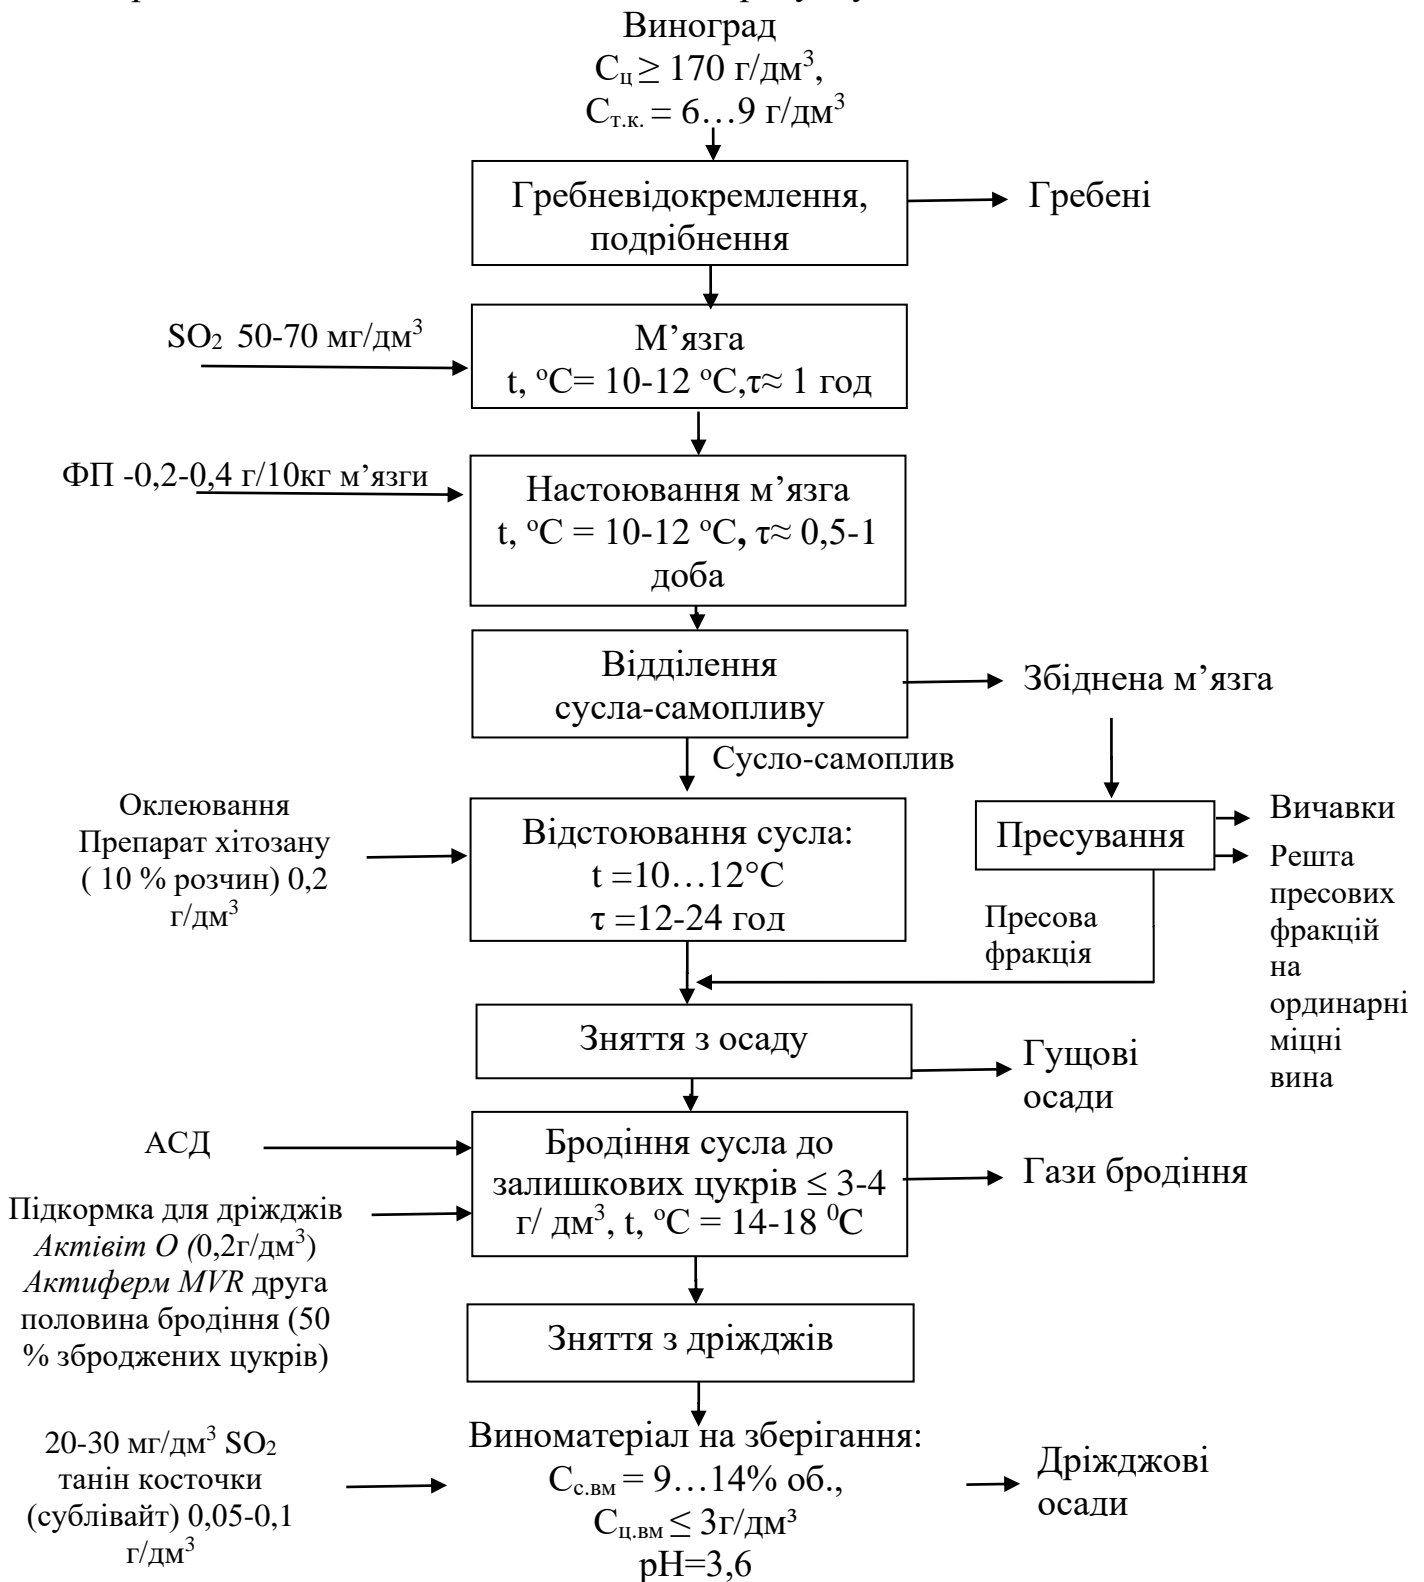 Виноград
Сц ≥ 170 г/дм³,
Ст.к. = 6…9 г/дм³
Гребневідокремлення,
подрібнення
Гребені
SO₂ 50-70 мг/дм³
М’язга
t, ºС= 10-12 ºС,τ≈ 1 год
ФП -0,2-0,4 г/10кг м’язги
Настоювання м’язга
t, ºС = 10-12 ºС, τ≈ 0,5-1
доба
Відділення
сусла-самопливу
Збіднена м’язга
Сусло-самоплив
Оклеювання
Препарат хітозану
( 10 % розчин) 0,2
г/дм³
Відстоювання сусла:
t =10…12°С
τ =12-24 год
Пресування
Вичавки
Решта
пресових
фракцій
на
ординарні
міцні
вина
Пресова
фракція
Зняття з осаду
Гущові
осади
АСД
Бродіння сусла до
залишкових цукрів ≤ 3-4
г/ дм³, t, ºС = 14-18 ⁰С
Гази бродіння
Підкормка для дріжджів
Актівіт О (0,2г/дм³)
Актиферм MVR друга
половина бродіння (50
% зброджених цукрів)
Зняття з дріжджів
20-30 мг/дм³ SO₂
танін косточки
(сублівайт) 0,05-0,1
г/дм³
Виноматеріал на зберігання:
Сс.вм = 9…14% об.,
Сц.вм ≤ 3г/дм³
рН=3,6
Дріжджові
осади